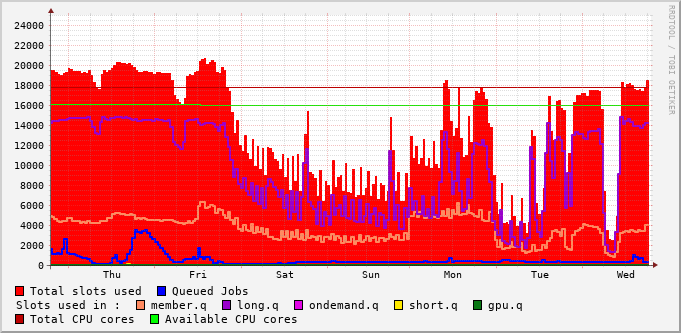 24000
22000
20000
18000
16000
14000
12000
10000
8000
6000
4000
2000
0
Thu Fri Sat Sun Mon Tue Wed
RRDTOOL / TOBI OETIKER
Total slots used Queued Jobs
Slots used in : member.q long.q ondemand.q short.q gpu.q
Total CPU cores Available CPU cores